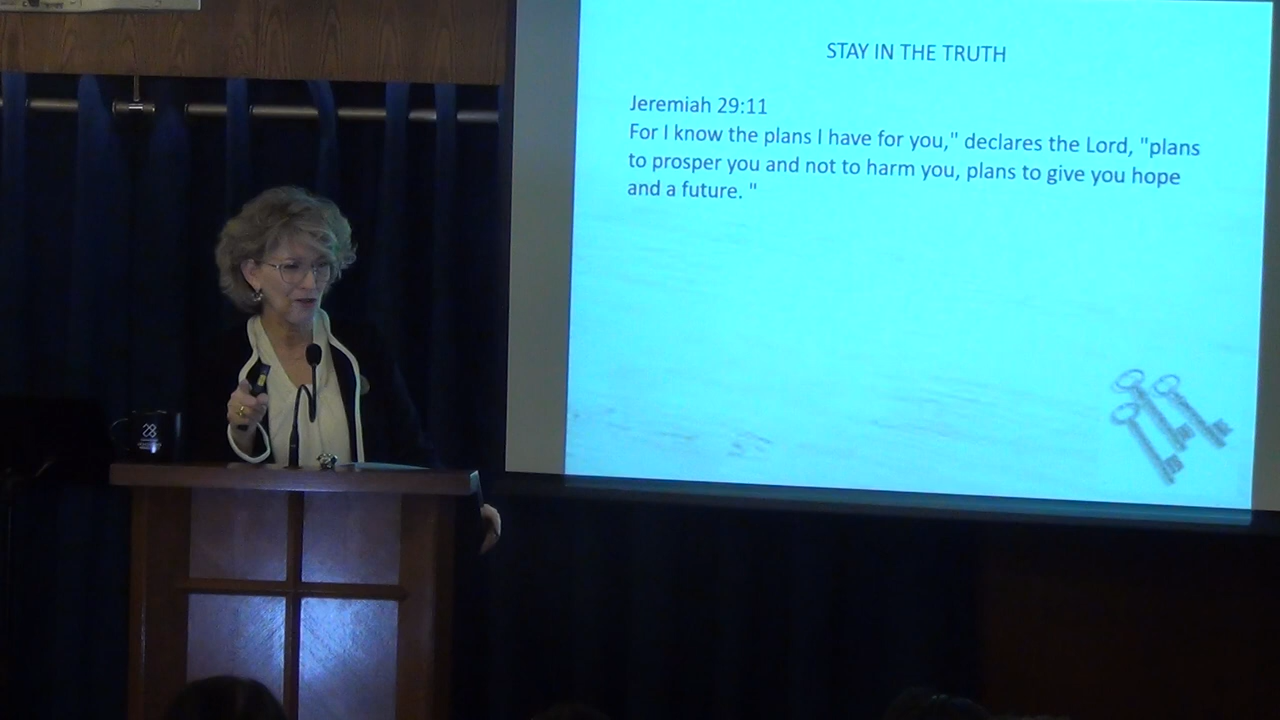 STAY IN THE TRUTH
Jeremiah 29:11
For I know the plans I have for you," declares the Lord, "plans
to prosper you and not to harm you, plans to give you hope
and a future. "
28